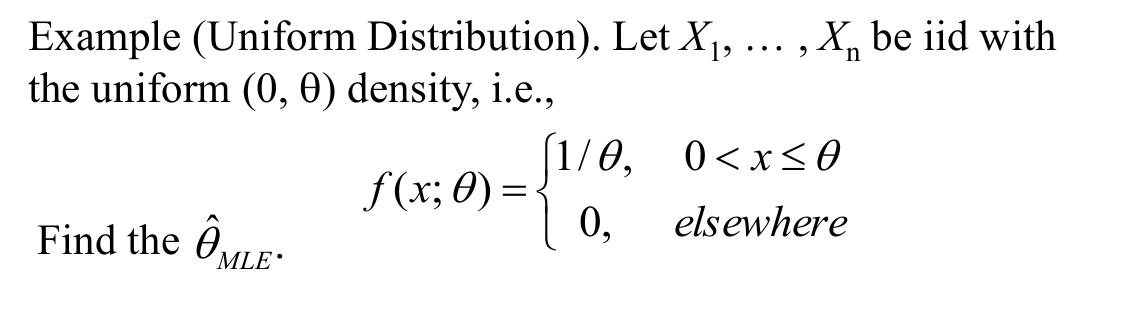 Example (Uniform Distribution). Let X₁, … , Xₙ be iid with
the uniform (0, θ) density, i.e.,
f(x; θ) = { 1/θ, 0 < x ≤ θ
0, elsewhere
Find the θ̂_MLE.